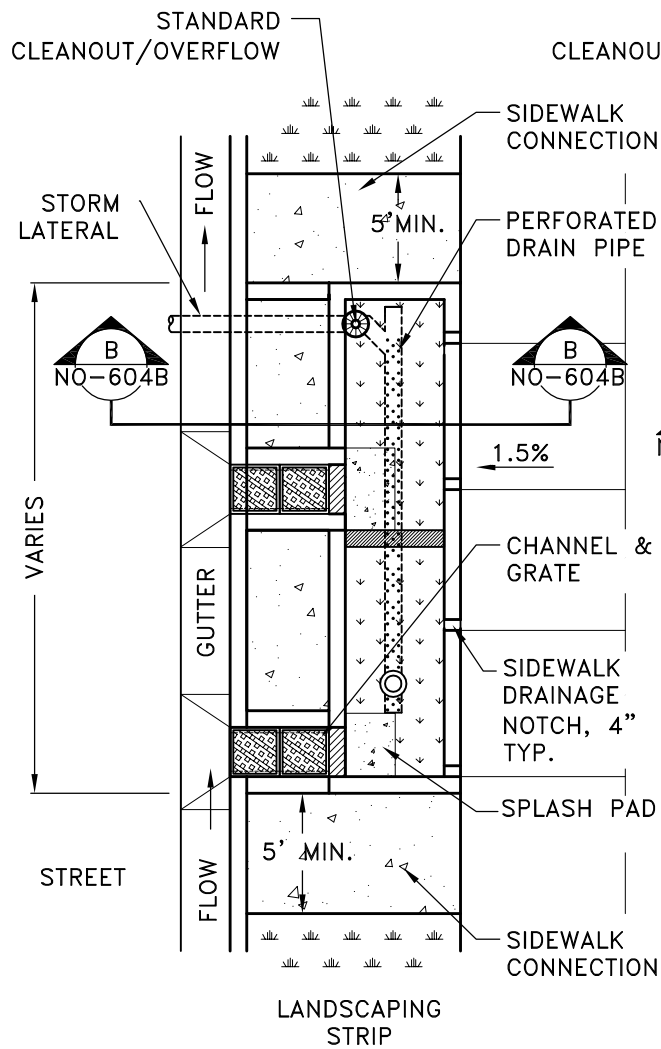 STANDARD
CLEANOUT/OVERFLOW
CLEANOU
SIDEWALK
CONNECTION
FLOW
STORM
LATERAL
5' MIN.
PERFORATED
DRAIN PIPE
B
NO-604B
B
NO-604B
1.5%
VARIES
CHANNEL &
GRATE
GUTTER
SIDEWALK
DRAINAGE
NOTCH, 4"
TYP.
SPLASH PAD
5' MIN.
STREET
FLOW
SIDEWALK
CONNECTION
LANDSCAPING
STRIP